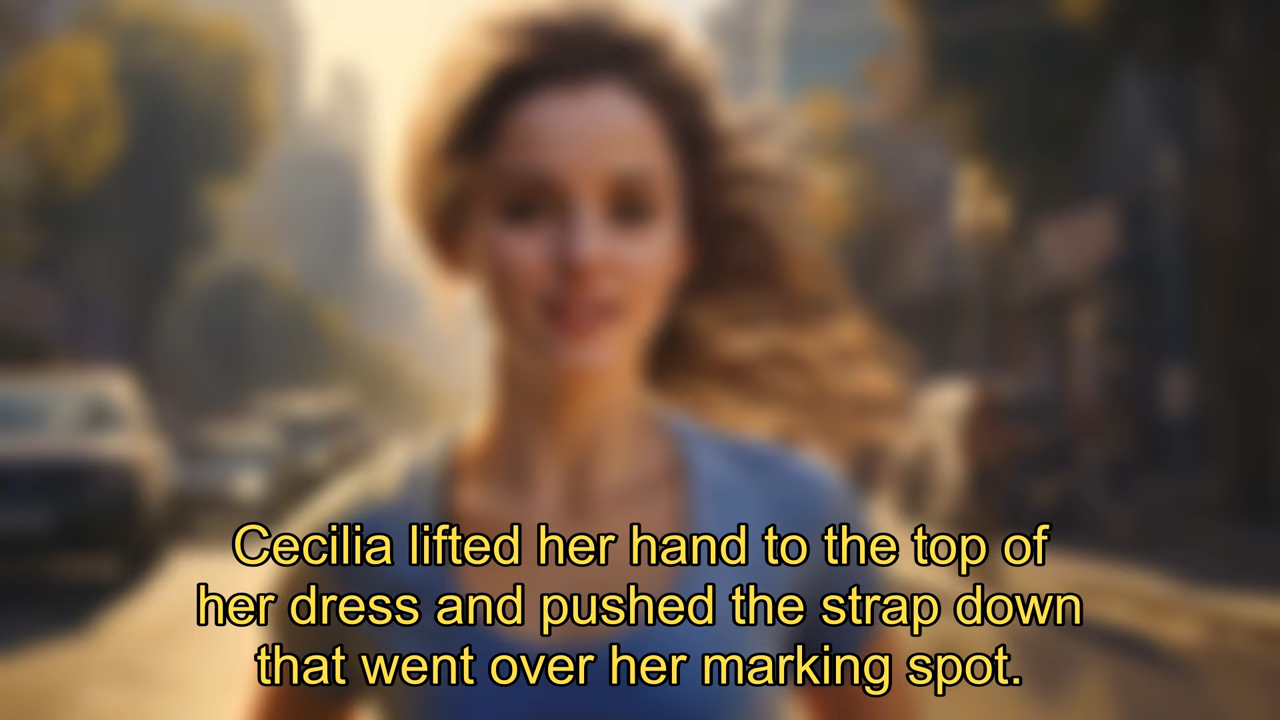 Cecilia lifted her hand to the top of
her dress and pushed the strap down
that went over her marking spot.